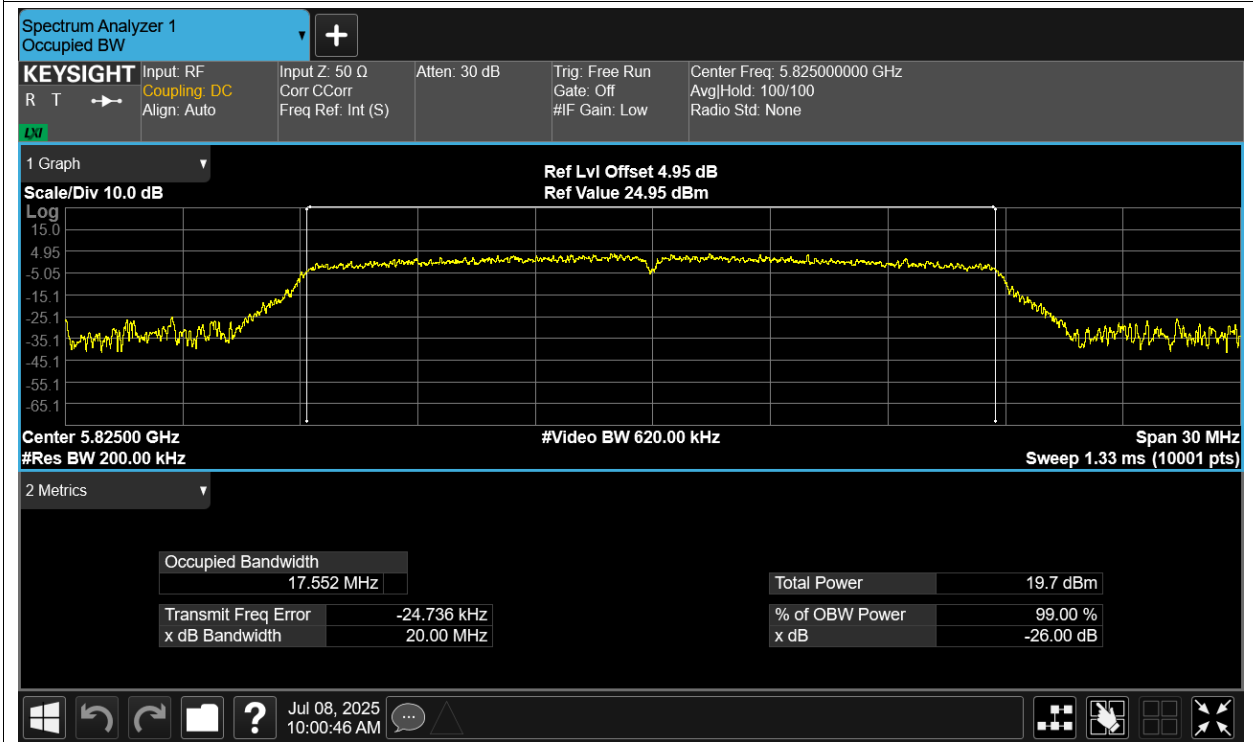 Spectrum Analyzer 1
Occupied BW
+
KEYSIGHT Input: RF Input Z: 50 Ω Atten: 30 dB Trig: Free Run Center Freq: 5.825000000 GHz
R T Coupling: DC Corr CCorr Gate: Off Avg|Hold: 100/100
Align: Auto Freq Ref: Int (S) #IF Gain: Low Radio Std: None
LXI
1 Graph
Ref Lvl Offset 4.95 dB
Scale/Div 10.0 dB Ref Value 24.95 dBm
Log
15.0
4.95
-5.05
-15.1
-25.1
-35.1
-45.1
-55.1
-65.1
Center 5.82500 GHz #Video BW 620.00 kHz Span 30 MHz
#Res BW 200.00 kHz Sweep 1.33 ms (10001 pts)
2 Metrics
Occupied Bandwidth
17.552 MHz Total Power 19.7 dBm
Transmit Freq Error -24.736 kHz % of OBW Power 99.00 %
x dB Bandwidth 20.00 MHz x dB -26.00 dB
? Jul 08, 2025
10:00:46 AM